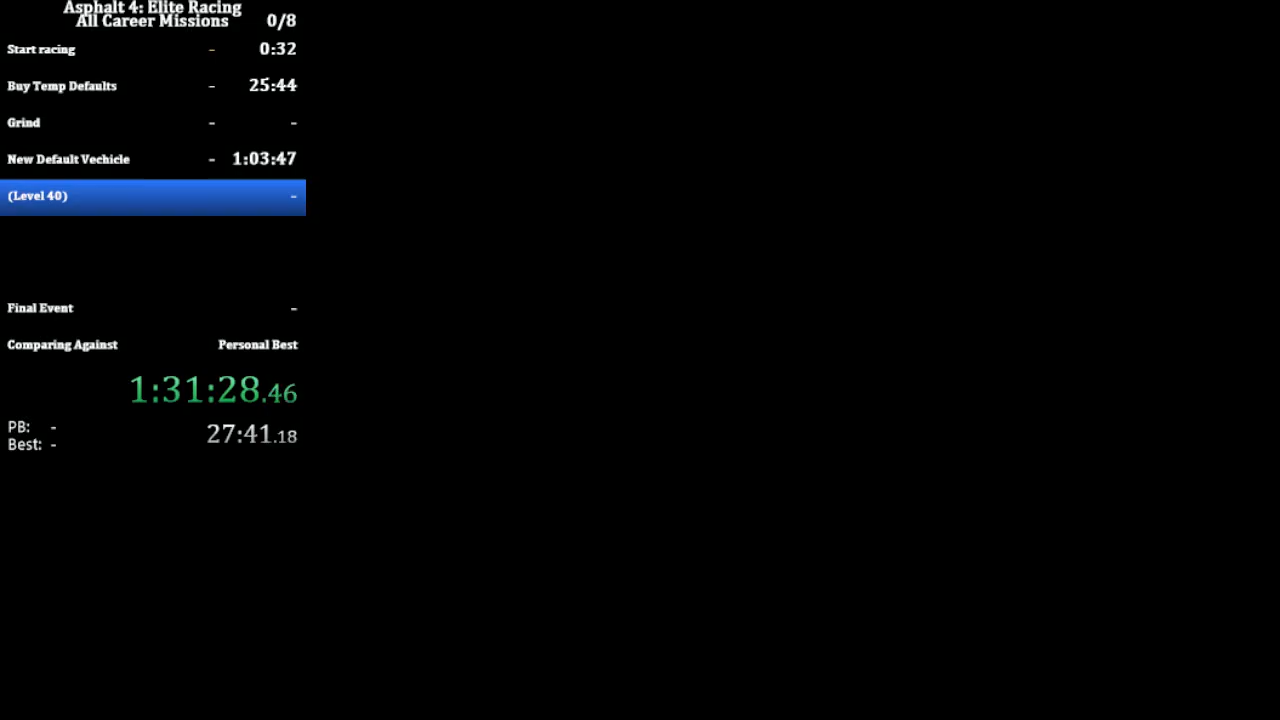 Asphalt 4: Elite Racing
All Career Missions 0/8
Start racing - 0:32
Buy Temp Defaults - 25:44
Grind - -
New Default Vechicle - 1:03:47
(Level 40) -
Final Event -
Comparing Against Personal Best
1:31:28.46
PB: - 27:41.18
Best: -